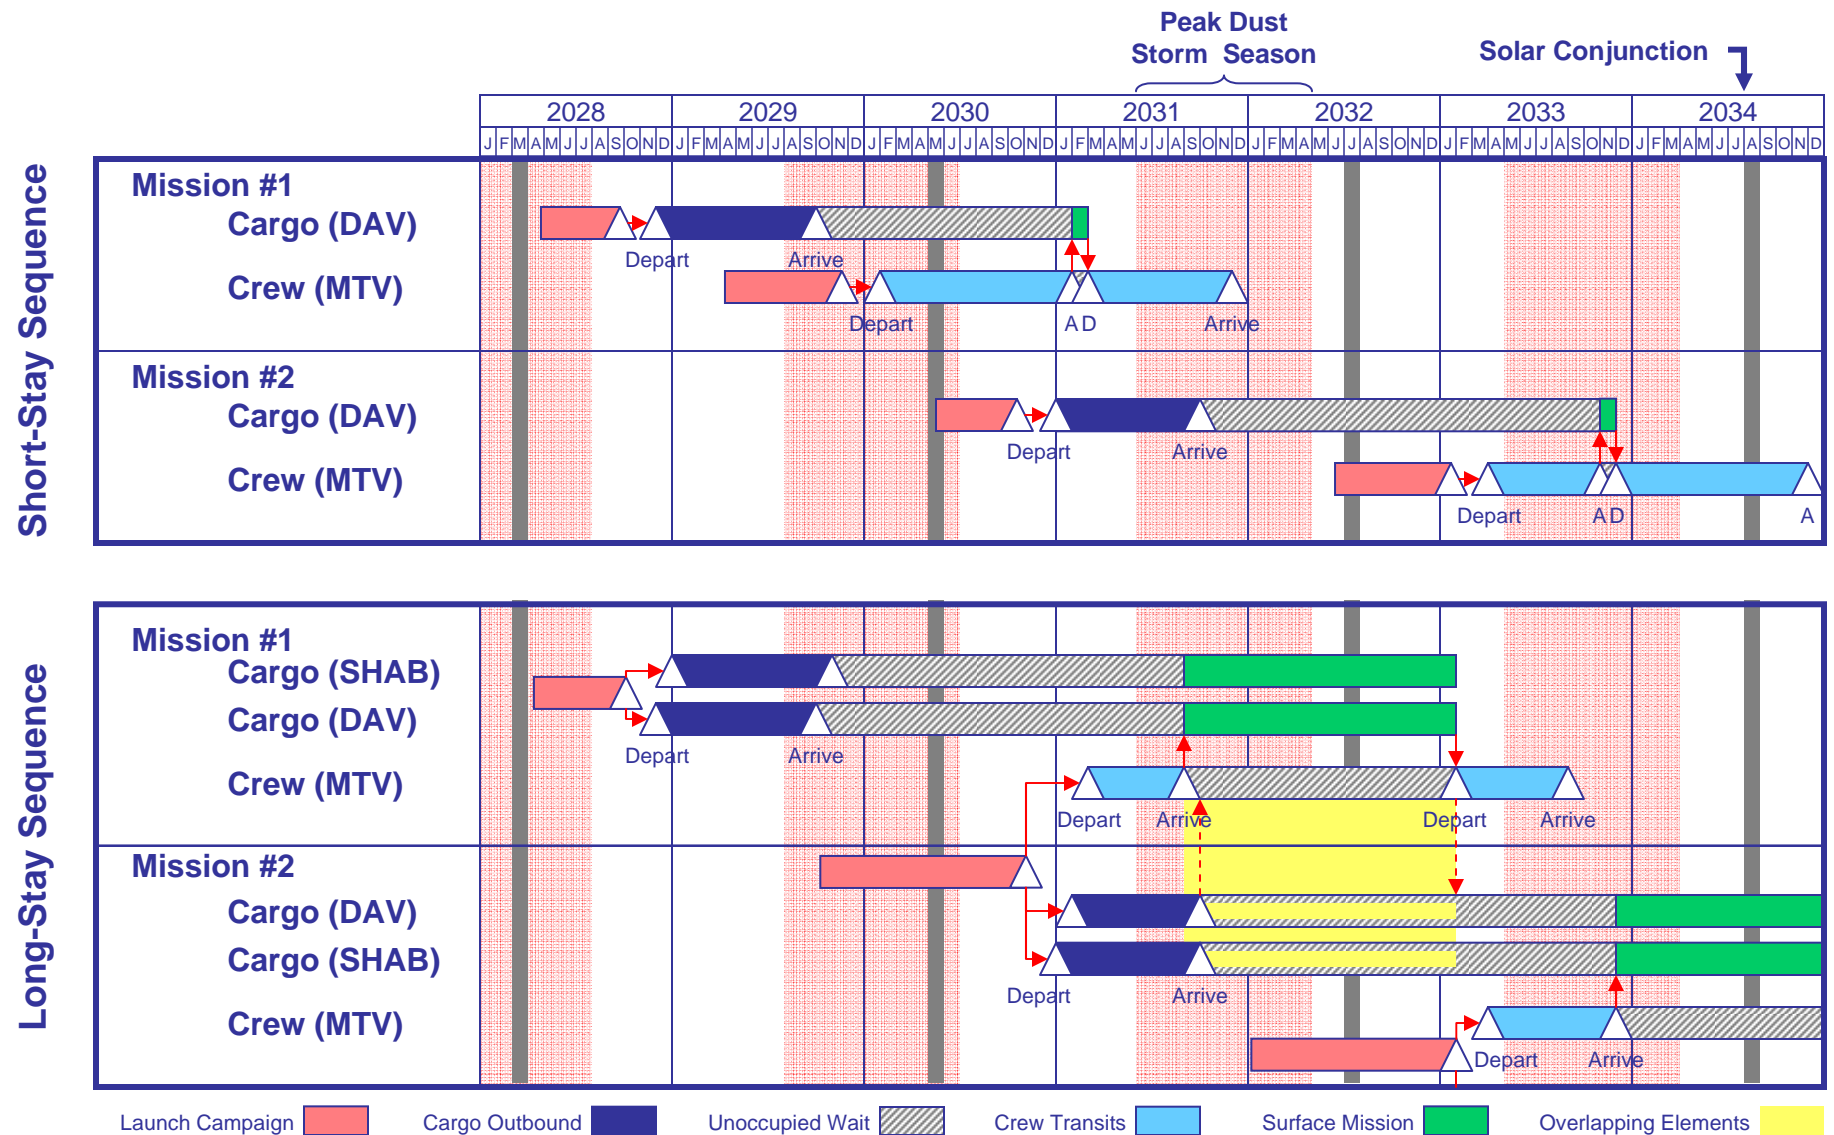 Peak Dust
Storm Season
Solar Conjunction
2028 2029 2030 2031 2032 2033 2034
J F M A M J J A S O N D J F M A M J J A S O N D J F M A M J J A S O N D J F M A M J J A S O N D J F M A M J J A S O N D J F M A M J J A S O N D J F M A M J J A S O N D
Short-Stay Sequence
Mission #1
Cargo (DAV)
Depart Arrive
Crew (MTV)
Depart A D Arrive
Mission #2
Cargo (DAV)
Depart Arrive
Crew (MTV)
Depart A D A
Long-Stay Sequence
Mission #1
Cargo (SHAB)
Cargo (DAV)
Depart Arrive
Crew (MTV)
Depart Arrive Depart Arrive
Mission #2
Cargo (DAV)
Cargo (SHAB)
Depart Arrive
Crew (MTV)
Depart Arrive
Launch Campaign Cargo Outbound Unoccupied Wait Crew Transits Surface Mission Overlapping Elements